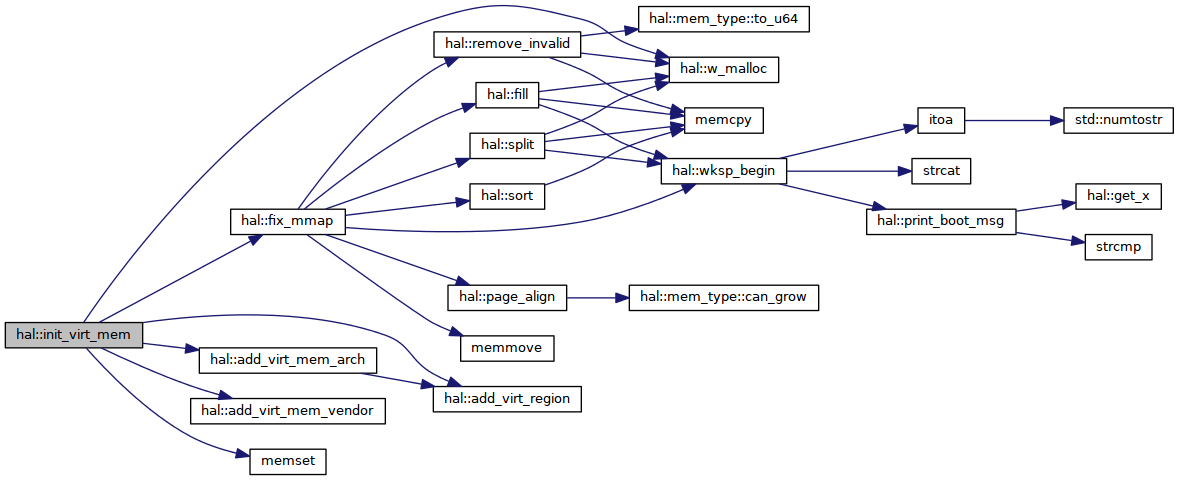 hal::mem_type::to_u64
hal::remove_invalid
hal::w_malloc
hal::fill
memcpy
itoa
std::numtostr
hal::split
hal::wksp_begin
strcat
hal::sort
hal::get_x
hal::fix_mmap
hal::print_boot_msg
strcmp
hal::page_align
hal::mem_type::can_grow
hal::init_virt_mem
memmove
hal::add_virt_mem_arch
hal::add_virt_region
hal::add_virt_mem_vendor
memset